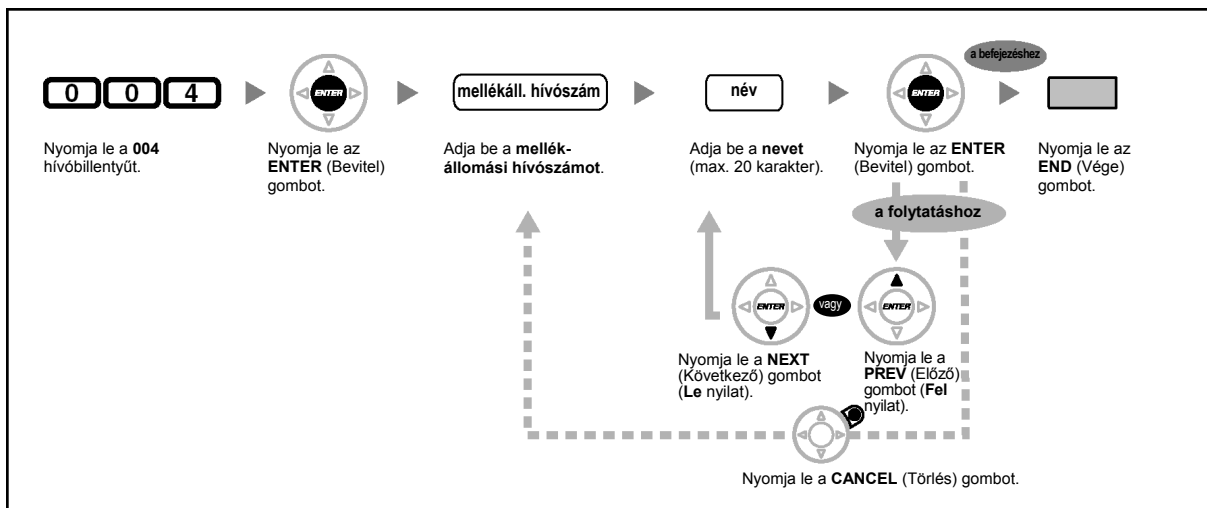 a befejezéshez
0 0 4
ENTER
mellékáll. hívószám
név
ENTER
Nyomja le a 004
hívóbillentyűt.
Nyomja le az
ENTER (Bevitel)
gombot.
Adja be a mellék-
állomási hívószámot.
Adja be a nevet
(max. 20 karakter).
Nyomja le az ENTER
(Bevitel) gombot.
Nyomja le az
END (Vége)
gombot.
a folytatáshoz
ENTER
vagy
ENTER
Nyomja le a NEXT
(Következő) gombot
(Le nyilat).
Nyomja le a
PREV (Előző)
gombot (Fel
nyilat).
Nyomja le a CANCEL (Törlés) gombot.